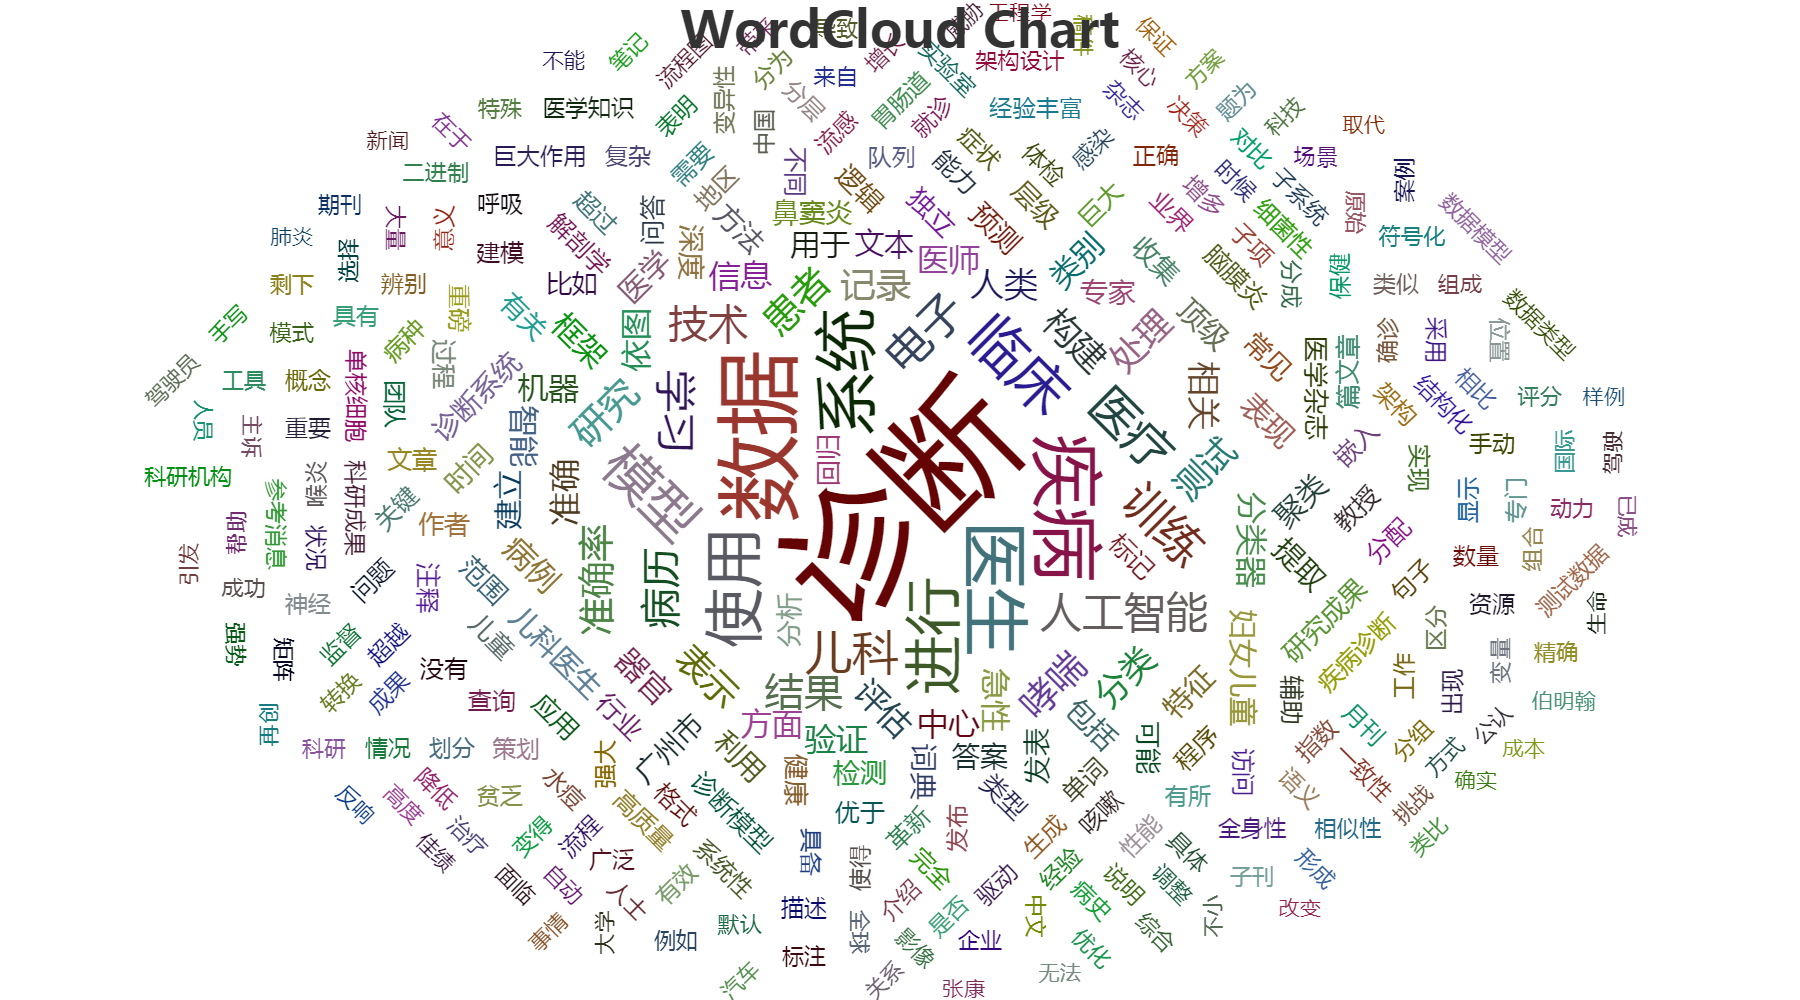 WordCloud Chart
导致
工程学
保证
不能
笔记
流程图
分为
来自
增长
实验室
架构设计
核心
方案
特殊
医学知识
表明
变异性
中国
分层
流感
胃肠道
就诊
经验丰富
杂志
决策
科技
取代
新闻
在于
二进制
巨大作用
复杂
需要
地区
不同
逻辑
队列
能力
症状
体检
感染
正确
对比
场景
案例
时候
子系统
期刊
大量
意义
呼吸
超过
问答
方法
鼻窦炎
独立
预测
层级
巨大
业界
增多
细菌性
原始
符号化
数据模型
肺炎
选择
建模
解剖学
深度
用于
文本
医师
类别
收集
子项
脑膜炎
分成
保健
类似
组成
剩下
辨别
重磅
比如
医学
信息
患者
记录
人类
专家
顶级
数据类型
手写
模式
具有
病种
有关
框架
依图
技术
系统
电子
临床
构建
处理
常见
确诊
采用
位置
驾驶员
工具
概念
单核细胞
过程
团队
诊断系统
机器
研究
学习
数据
诊断
医疗
相关
表现
医学杂志
篇文章
架构
结构化
相比
评分
样例
人员
主诉
重要
智能
回归
疾病
测试
嵌入
手动
国际
驾驶
科研机构
喉炎
科研成果
文章
时间
准确
模型
训练
聚类
教授
实现
显示
专门
动力
自己
参考消息
帮助
状况
关键
作者
建立
标记
分类器
提取
分配
数量
组合
引发
成功
神经
问题
注释
范围
病例
准确率
病历
使用
分析
医生
人工智能
研究成果
句子
资源
测试数据
生命
强势
矩阵
监督
超越
儿童
儿科医生
器官
表示
儿科
进行
妇女儿童
疾病诊断
区分
变量
精确
转换
成果
没有
查询
应用
行业
结果
评估
急性
哮喘
分类
特征
辅助
工作
出现
伯明翰
再创
科研
情况
划分
策划
广州市
方面
验证
中心
包括
可能
程序
月刊
指数
分组
方式
公认
成本
反响
高度
降低
贫乏
水痘
强大
利用
健康
检测
词典
答案
发表
单词
访问
语义
一致性
挑战
确实
佳绩
治疗
变得
流程
高质量
格式
诊断模型
优于
类型
咳嗽
有所
全身性
相似性
类比
面临
自动
广泛
系统性
具备
使得
革新
发布
生成
性能
具体
子刊
形成
事情
大学
人士
有效
默认
描述
完全
介绍
驱动
经验
病史
说明
调整
不小
改变
例如
标注
将全
是否
影像
企业
中文
优化
综合
汽车
关系
张康
无法